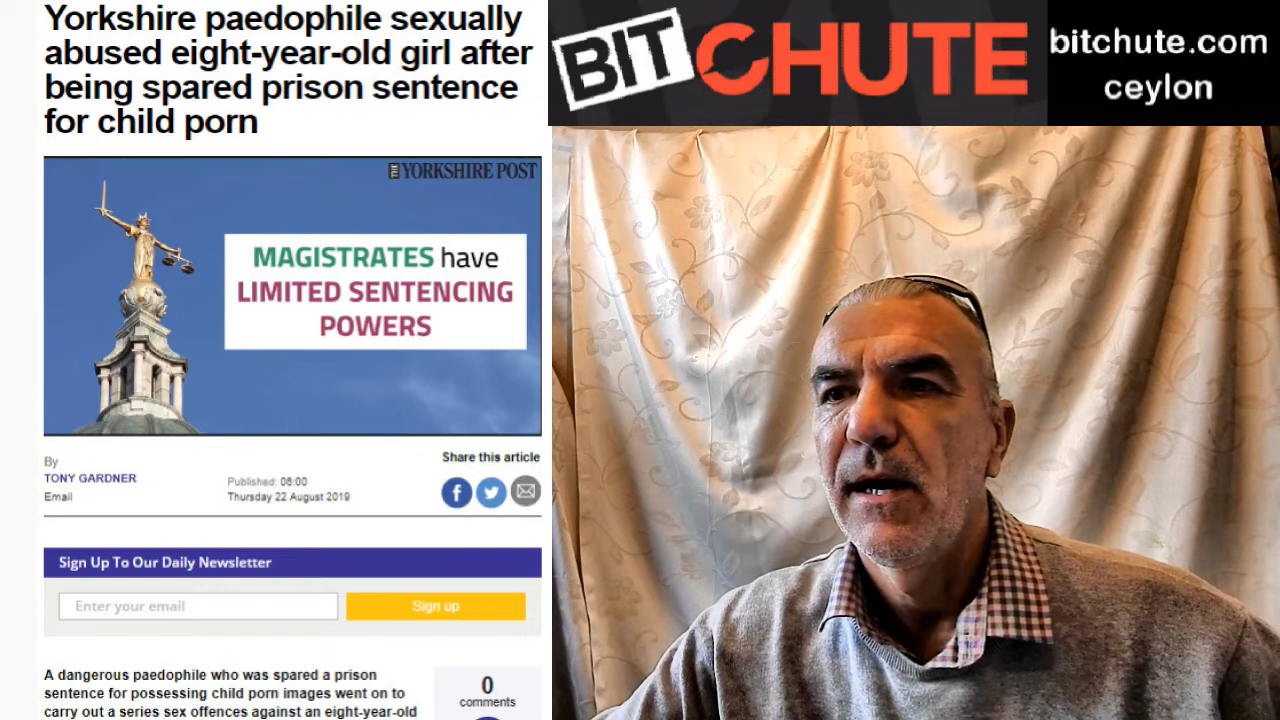 Yorkshire paedophile sexually
abused eight-year-old girl after
being spared prison sentence
for child porn
THE YORKSHIRE POST
MAGISTRATES have
LIMITED SENTENCING
POWERS
By
TONY GARDNER
Email
Published: 06:00
Thursday 22 August 2019
Share this article
Sign Up To Our Daily Newsletter
Enter your email
Sign up
A dangerous paedophile who was spared a prison
sentence for possessing child porn images went on to
carry out a series sex offences against an eight-year-old
0
comments
BITCHUTE
bitchute.com
ceylon